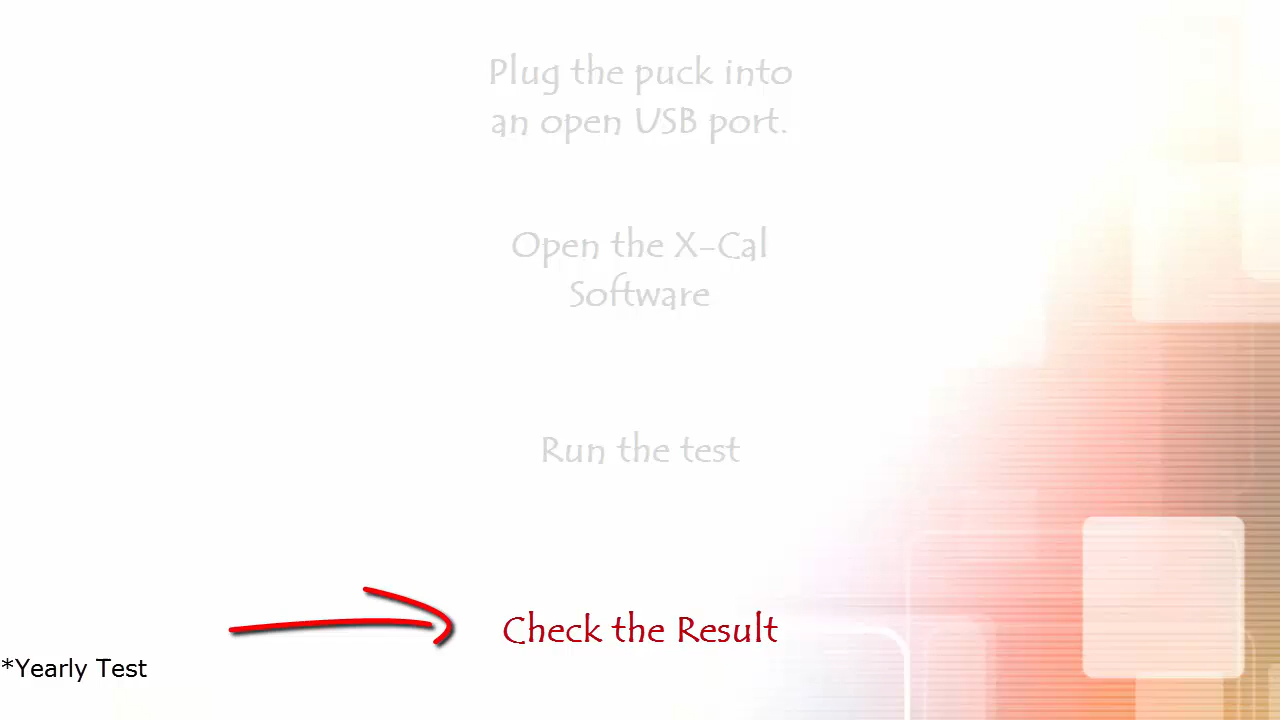 Plug the puck into
an open USB port.
Open the X-Cal
Software
Run the test
Check the Result
*Yearly Test